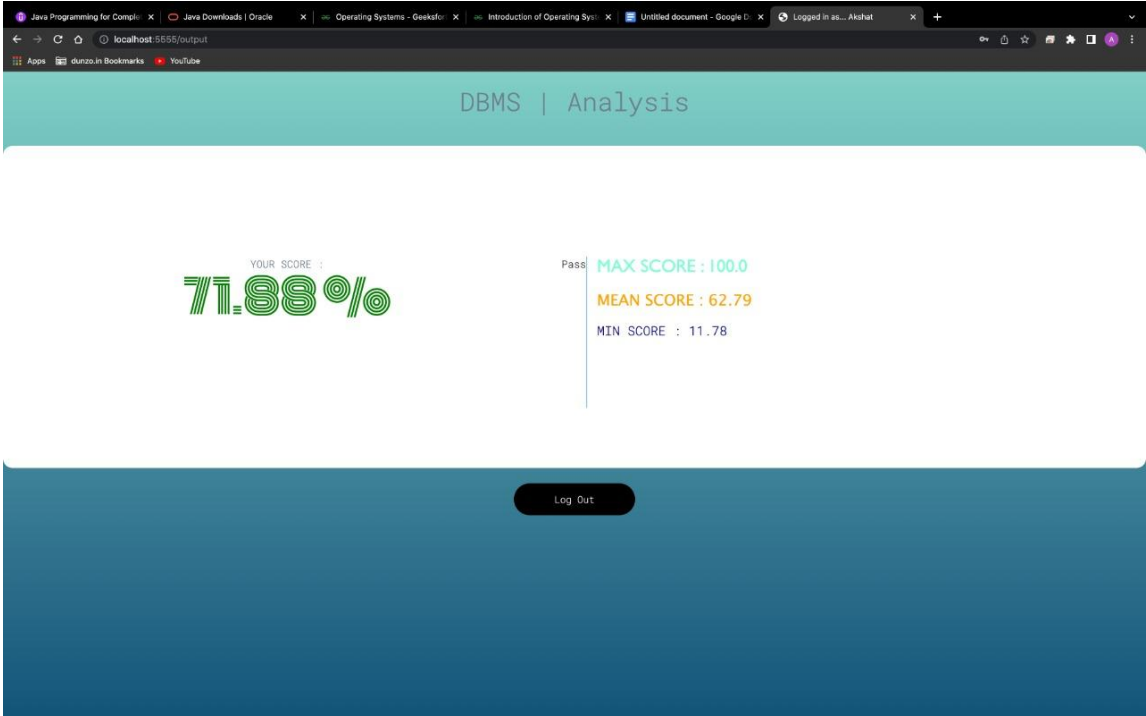 Java Programming for Comple
Java Downloads | Oracle
Operating Systems - Geeksfor
Introduction of Operating Syst
Untitled document - Google D
Logged in as... Akshat
localhost:5555/output
A
Apps
dunzo.in Bookmarks
YouTube
DBMS | Analysis
YOUR SCORE :
71.88%
Pass
MAX SCORE : 100.0
MEAN SCORE : 62.79
MIN SCORE : 11.78
Log Out